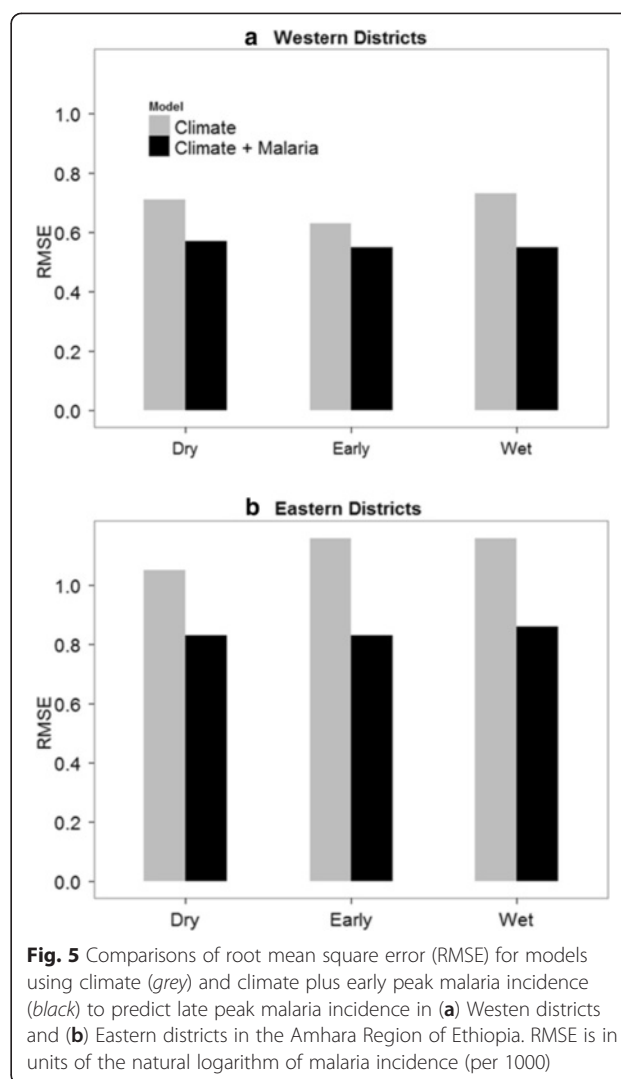 a Western Districts
Model
Climate
Climate + Malaria
RMSE
1.0
0.8
0.6
0.4
0.2
0.0
Dry Early Wet
b Eastern Districts
RMSE
1.0
0.8
0.6
0.4
0.2
0.0
Dry Early Wet
Fig. 5 Comparisons of root mean square error (RMSE) for models
using climate (grey) and climate plus early peak malaria incidence
(black) to predict late peak malaria incidence in (a) Westen districts
and (b) Eastern districts in the Amhara Region of Ethiopia. RMSE is in
units of the natural logarithm of malaria incidence (per 1000)